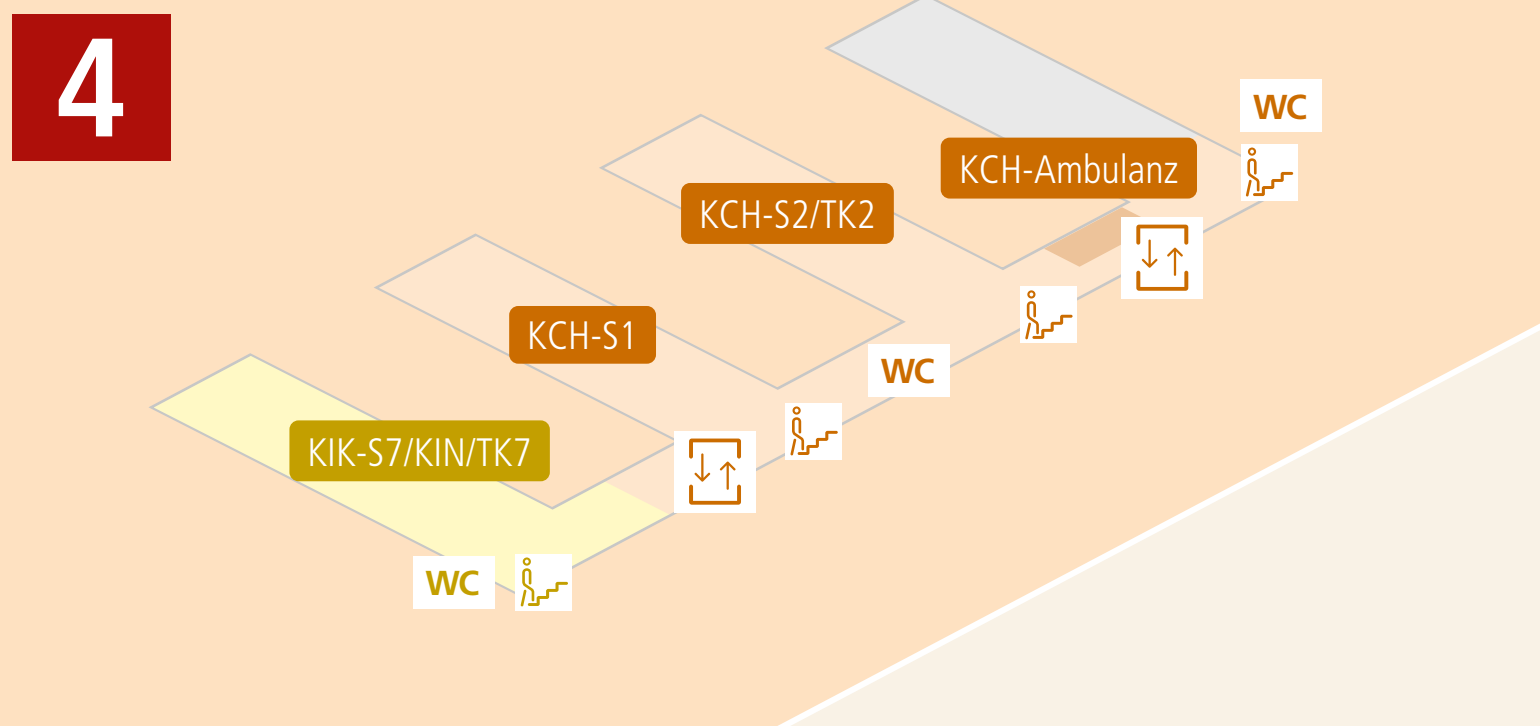 4
WC
KCH-Ambulanz
KCH-S2/TK2
KCH-S1
WC
KIK-S7/KIN/TK7
WC